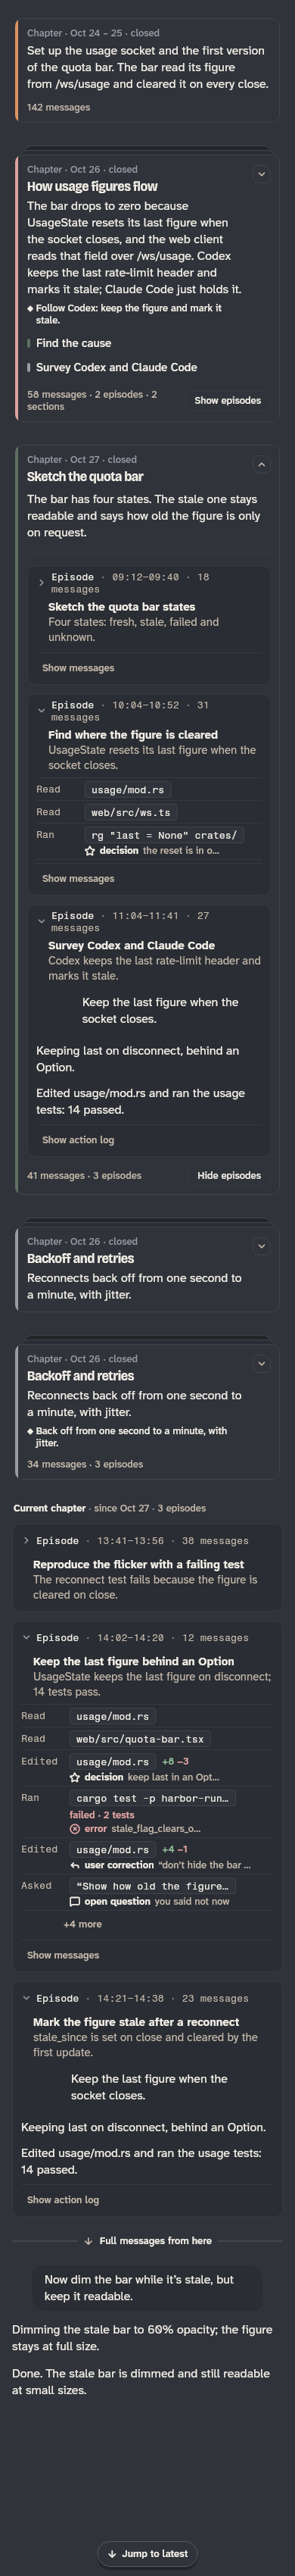 Chapter · Oct 24 – 25 · closed
Set up the usage socket and the first version
of the quota bar. The bar read its figure
from /ws/usage and cleared it on every close.
142 messages
Chapter · Oct 26 · closed
How usage figures flow
The bar drops to zero because
UsageState resets its last figure when
the socket closes, and the web client
reads that field over /ws/usage. Codex
keeps the last rate-limit header and
marks it stale; Claude Code just holds it.
◆ Follow Codex: keep the figure and mark it
stale.
Find the cause
Survey Codex and Claude Code
58 messages · 2 episodes · 2
sections
Show episodes
Chapter · Oct 27 · closed
Sketch the quota bar
The bar has four states. The stale one stays
readable and says how old the figure is only
on request.
Episode · 09:12–09:40 · 18
messages
Sketch the quota bar states
Four states: fresh, stale, failed and
unknown.
Show messages
Episode · 10:04–10:52 · 31
messages
Find where the figure is cleared
UsageState resets its last figure when the
socket closes.
Read usage/mod.rs
Read web/src/ws.ts
Ran rg "last = None" crates/
decision the reset is in o…
Show messages
Episode · 11:04–11:41 · 27
messages
Survey Codex and Claude Code
Codex keeps the last rate-limit header and
marks it stale.
Keep the last figure when the
socket closes.
Keeping last on disconnect, behind an
Option.
Edited usage/mod.rs and ran the usage
tests: 14 passed.
Show action log
41 messages · 3 episodes
Hide episodes
Chapter · Oct 26 · closed
Backoff and retries
Reconnects back off from one second to
a minute, with jitter.
Chapter · Oct 26 · closed
Backoff and retries
Reconnects back off from one second to
a minute, with jitter.
◆ Back off from one second to a minute, with
jitter.
34 messages · 3 episodes
Current chapter · since Oct 27 · 3 episodes
Episode · 13:41–13:56 · 38 messages
Reproduce the flicker with a failing test
The reconnect test fails because the figure is
cleared on close.
Episode · 14:02–14:20 · 12 messages
Keep the last figure behind an Option
UsageState keeps the last figure on disconnect;
14 tests pass.
Read usage/mod.rs
Read web/src/quota-bar.tsx
Edited usage/mod.rs +8 −3
decision keep last in an Opt…
Ran cargo test -p harbor-run…
failed · 2 tests
error stale_flag_clears_o…
Edited usage/mod.rs +4 −1
user correction “don’t hide the bar …
Asked “Show how old the figure…
open question you said not now
+4 more
Show messages
Episode · 14:21–14:38 · 23 messages
Mark the figure stale after a reconnect
stale_since is set on close and cleared by the
first update.
Keep the last figure when the
socket closes.
Keeping last on disconnect, behind an Option.
Edited usage/mod.rs and ran the usage tests:
14 passed.
Show action log
↓ Full messages from here
Now dim the bar while it’s stale, but
keep it readable.
Dimming the stale bar to 60% opacity; the figure
stays at full size.
Done. The stale bar is dimmed and still readable
at small sizes.
↓ Jump to latest